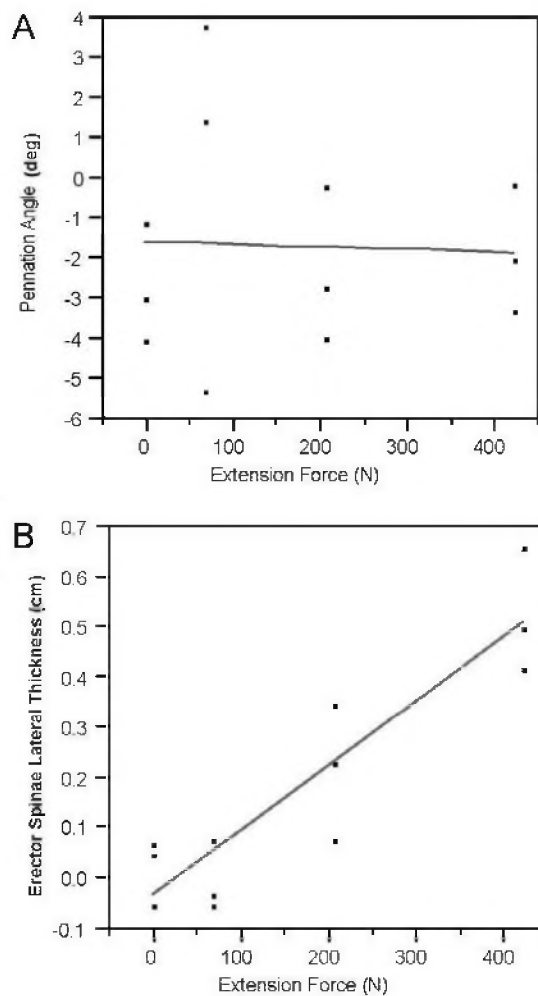 A
4
3
2
1
0
-1
-2
-3
-4
-5
-6
Pennation Angle (deg)
0 100 200 300 400
Extension Force (N)
B
0.7
0.6
0.5
0.4
0.3
0.2
0.1
0.0
-0.1
Erector Spinae Lateral Thickness (cm)
0 100 200 300 400
Extension Force (N)